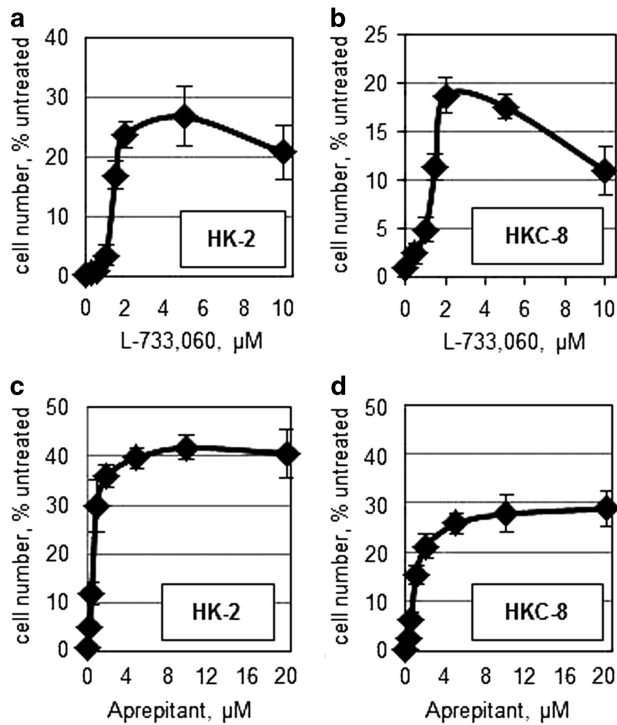 a
cell number, % untreated
40
30
20
10
0
HK-2
0 2 4 6 8 10
L-733,060, µM
b
cell number, % untreated
25
20
15
10
5
0
HKC-8
0 2 4 6 8 10
L-733,060, µM
c
cell number, % untreated
50
40
30
20
10
0
HK-2
0 4 8 12 16 20
Aprepitant, µM
d
cell number, % untreated
50
40
30
20
10
0
HKC-8
0 4 8 12 16 20
Aprepitant, µM